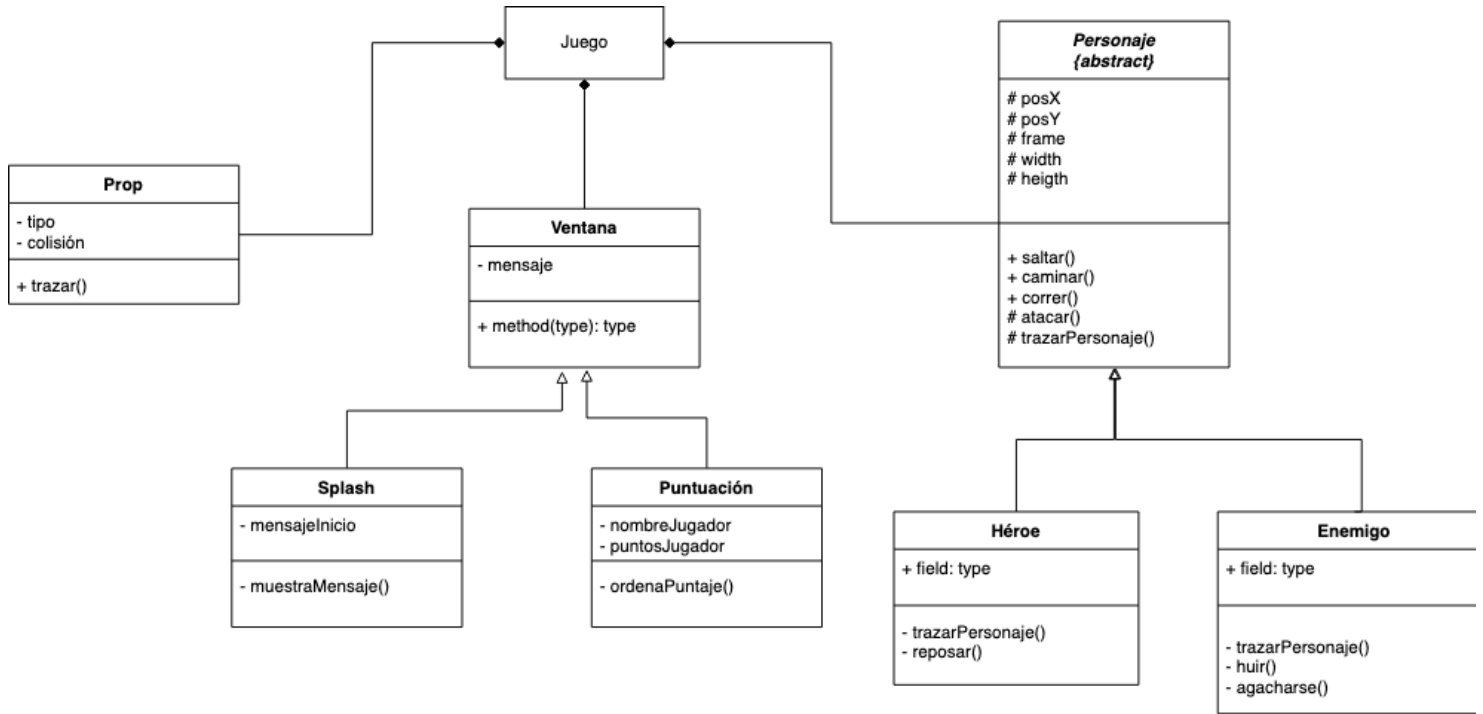 Juego
Personaje
{abstract}
# posX
# posY
# frame
# width
# heigth
+ saltar()
+ caminar()
+ correr()
# atacar()
# trazarPersonaje()
Prop
- tipo
- colisión
+ trazar()
Ventana
- mensaje
+ method(type): type
Splash
- mensajeInicio
- muestraMensaje()
Puntuación
- nombreJugador
- puntosJugador
- ordenaPuntaje()
Héroe
+ field: type
- trazarPersonaje()
- reposar()
Enemigo
+ field: type
- trazarPersonaje()
- huir()
- agacharse()